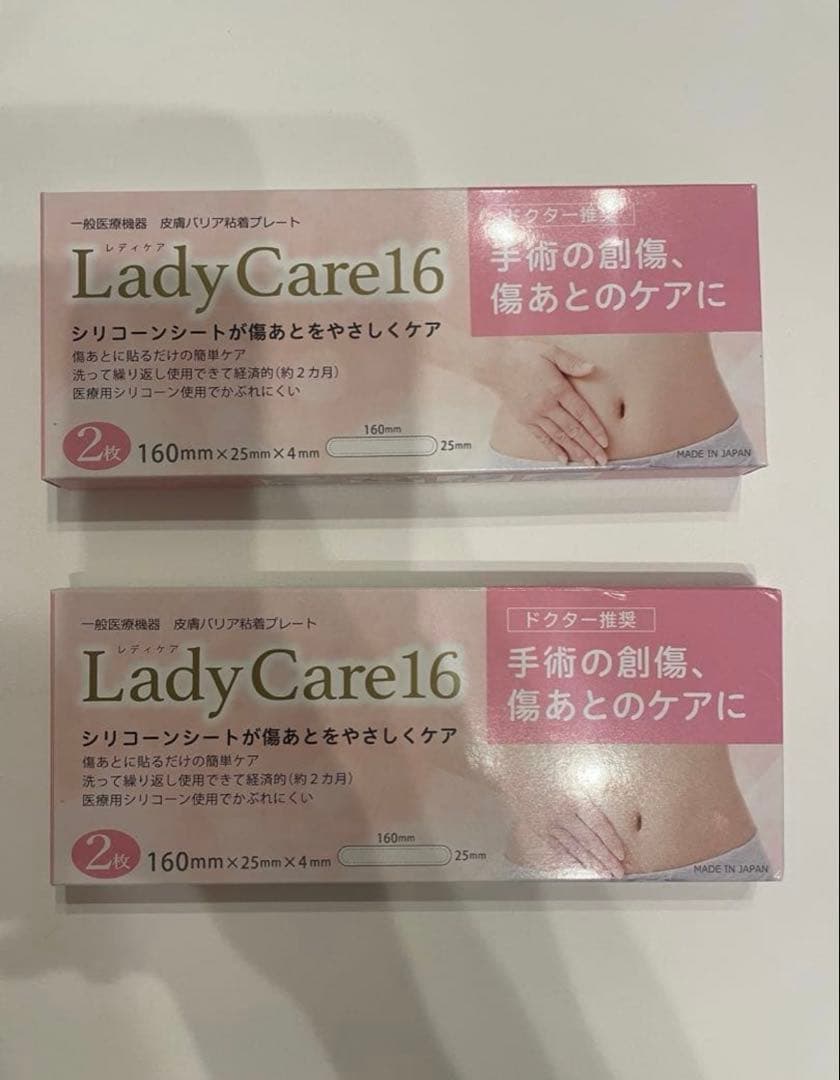 一般医療機器 皮膚バリア粘着プレート
レディケア
Lady Care16
シリコーンシートが傷あとをやさしくケア
傷あとに貼るだけの簡単ケア
洗って繰り返し使用できて経済的(約2カ月)
医療用シリコーン使用でかぶれにくい
2枚 160mm×25mm×4mm
160mm
25mm
ドクター推奨
手術の創傷、
傷あとのケアに
MADE IN JAPAN
一般医療機器 皮膚バリア粘着プレート
レディケア
Lady Care16
シリコーンシートが傷あとをやさしくケア
傷あとに貼るだけの簡単ケア
洗って繰り返し使用できて経済的(約2カ月)
医療用シリコーン使用でかぶれにくい
2枚 160mm×25mm×4mm
160mm
25mm
ドクター推奨
手術の創傷、
傷あとのケアに
MADE IN JAPAN